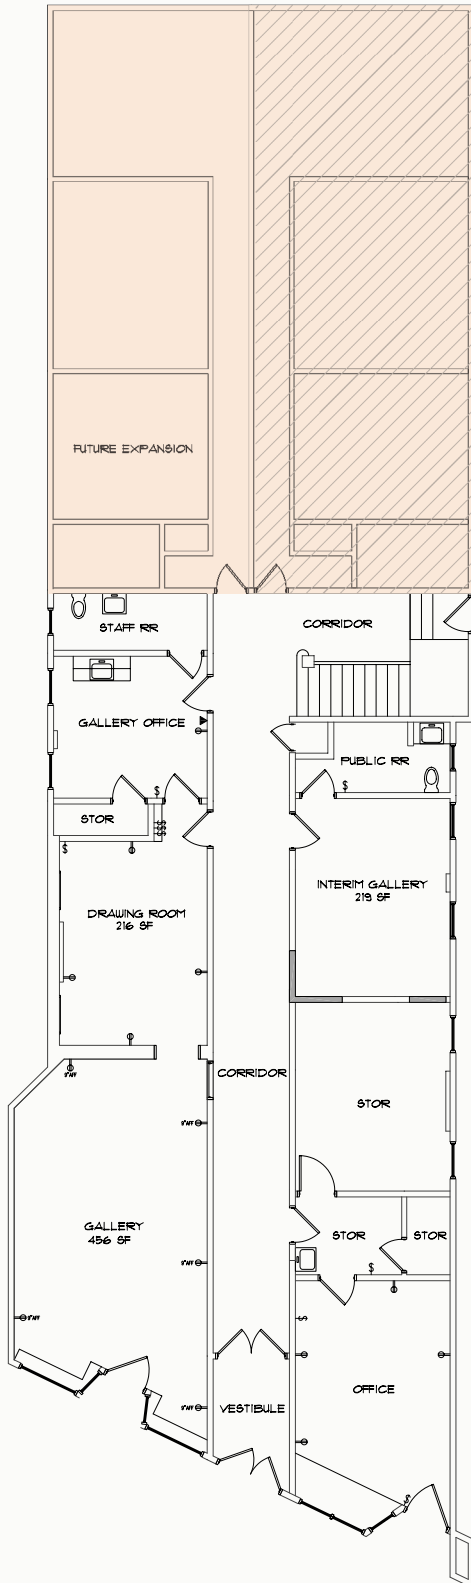 FUTURE EXPANSION
STAFF RR
CORRIDOR
GALLERY OFFICE
PUBLIC RR
$
$
STOR
$
$
$
$
INTERIM GALLERY
219 SF
DRAWING ROOM
216 SF
CORRIDOR
STOR
GALLERY
456 SF
STOR
STOR
$
OFFICE
VESTIBULE
$